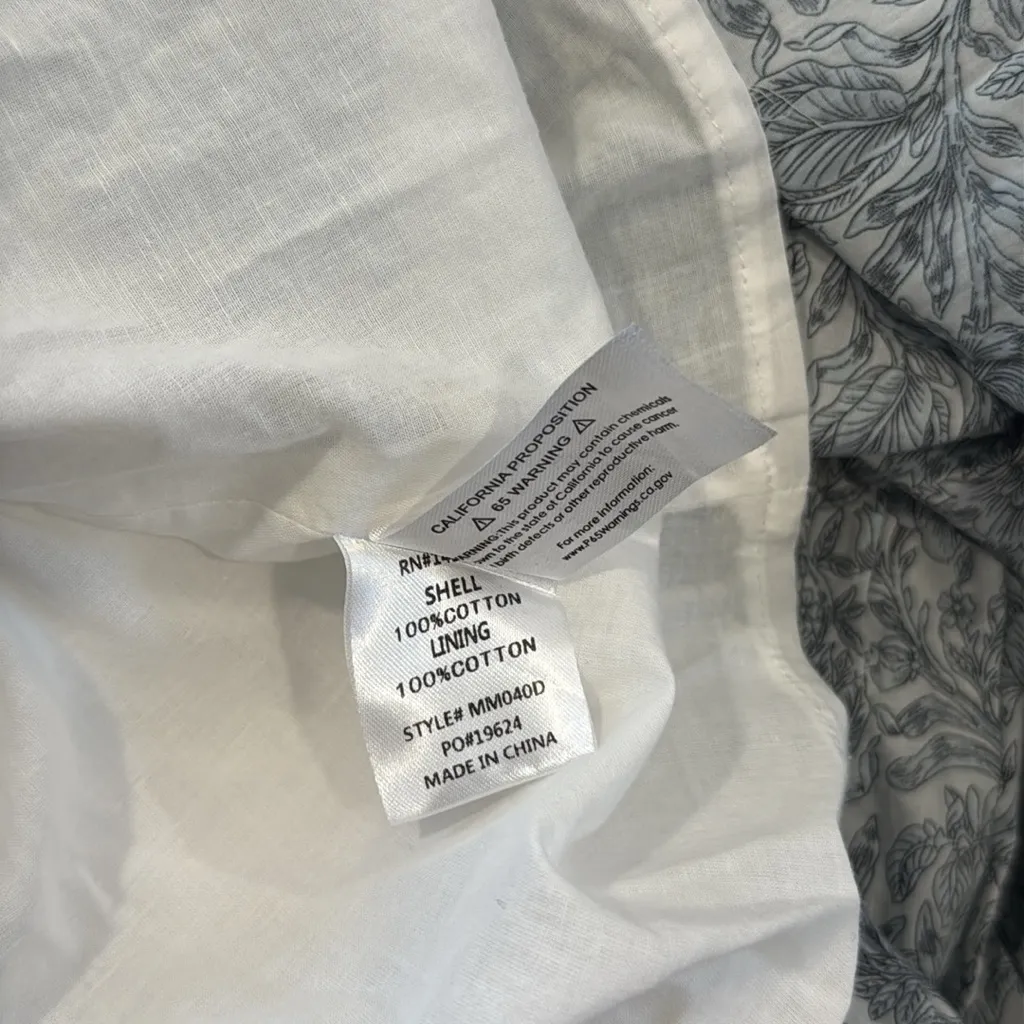 CALIFORNIA PROPOSITION
⚠ 65 WARNING ⚠
This product may contain chemicals
to the state of California to cause cancer
birth defects or other reproductive harm.
For more information:
www.P65Warnings.ca.gov
SHELL
100%COTTON
LINING
100%COTTON
STYLE# MM040D
PO#19624
MADE IN CHINA